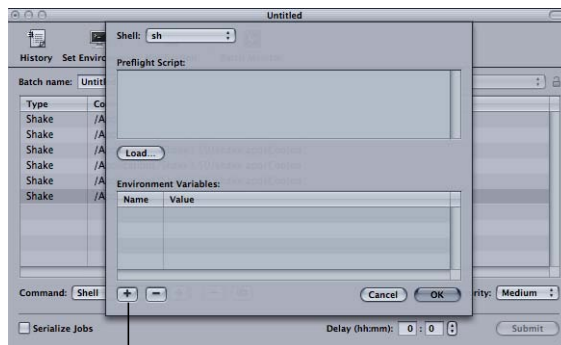 Untitled
Shell: sh
History Set Enviro
Preflight Script:
Batch name: Untitl
Type Co
Shake /A
Shake /A
Shake /A
Shake /A
Shake /A
Load...
Environment Variables:
Name Value
Cancel OK
Command: Shell
rity: Medium
Serialize Jobs
Delay (hh:mm): 0 : 0
Submit